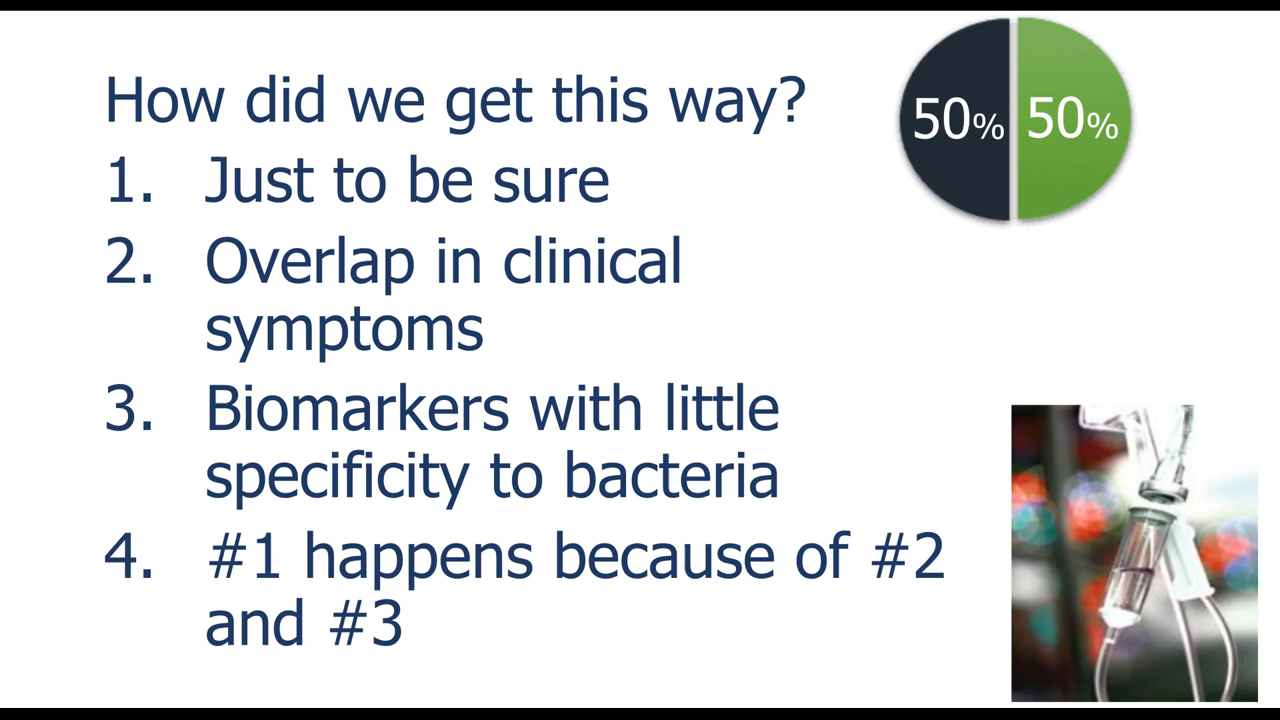 How did we get this way?
1. Just to be sure
2. Overlap in clinical
symptoms
3. Biomarkers with little
specificity to bacteria
4. #1 happens because of #2
and #3
50% 50%